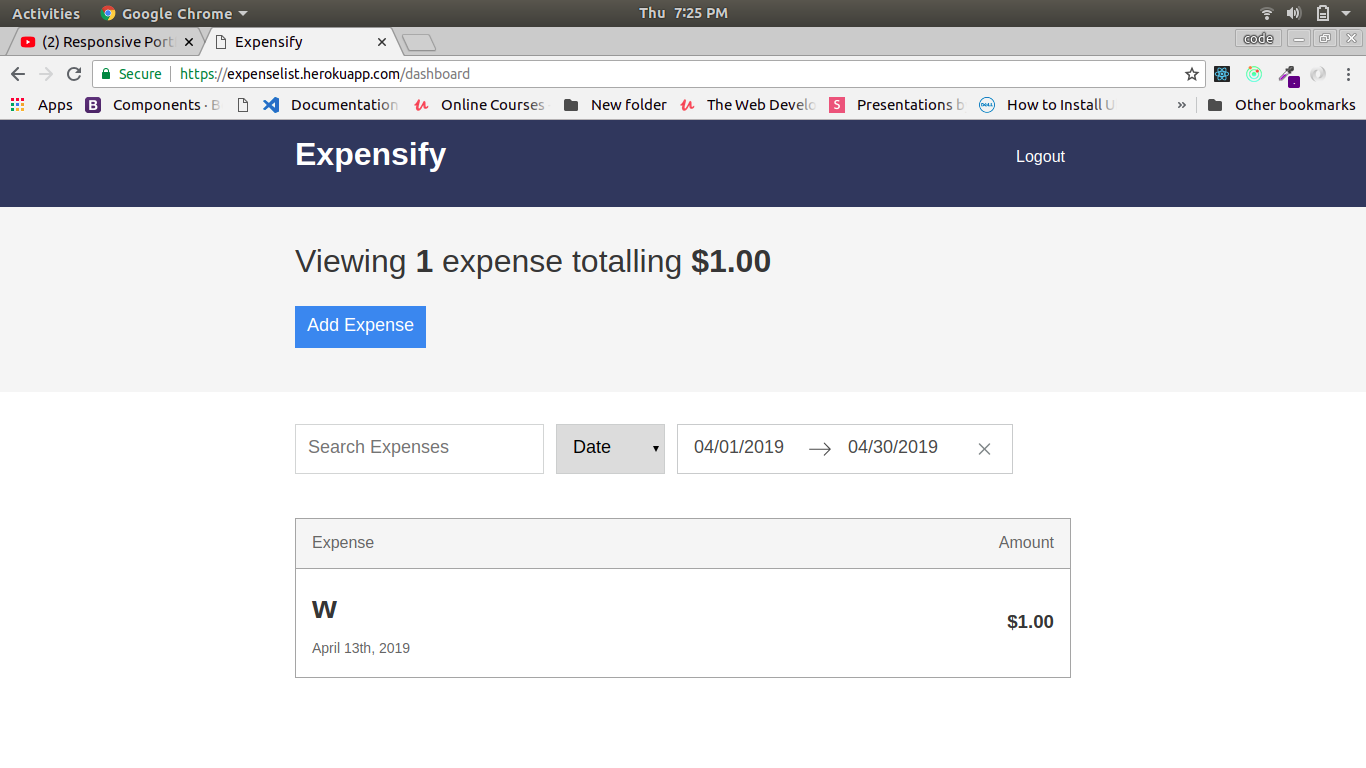 Activities Google Chrome Thu 7:25 PM
(2) Responsive Port Expensify code
Secure https://expenselist.herokuapp.com/dashboard
Apps B Components · B Documentation Online Courses New folder The Web Develo S Presentations b DELL How to Install U » Other bookmarks
Expensify Logout
Viewing 1 expense totalling $1.00
Add Expense
Search Expenses Date 04/01/2019 04/30/2019
Expense Amount
w
$1.00
April 13th, 2019